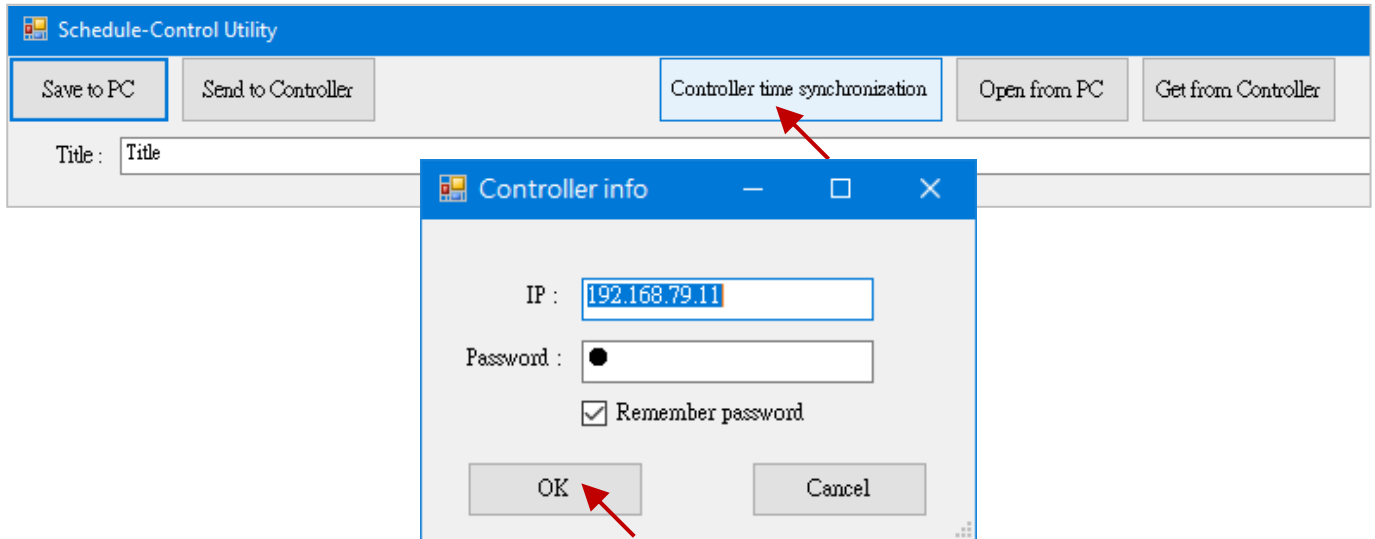 Schedule-Control Utility
Save to PC Send to Controller Controller time synchronization Open from PC Get from Controller
Title : Title
Controller info
IP : 192.168.79.11
Password : ●
Remember password
OK Cancel